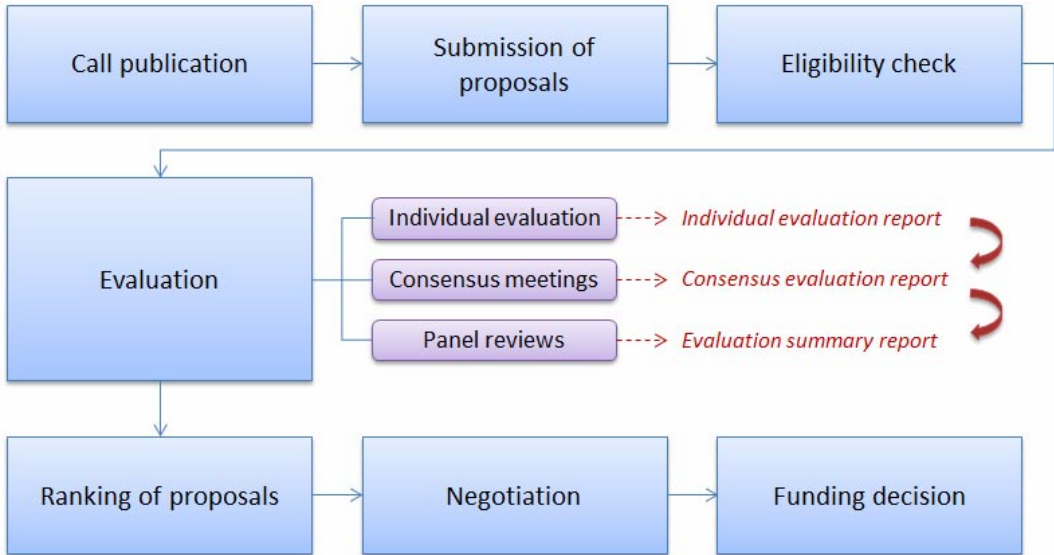 Call publication
Submission of
proposals
Eligibility check
Evaluation
Individual evaluation
Individual evaluation report
Consensus meetings
Consensus evaluation report
Panel reviews
Evaluation summary report
Ranking of proposals
Negotiation
Funding decision